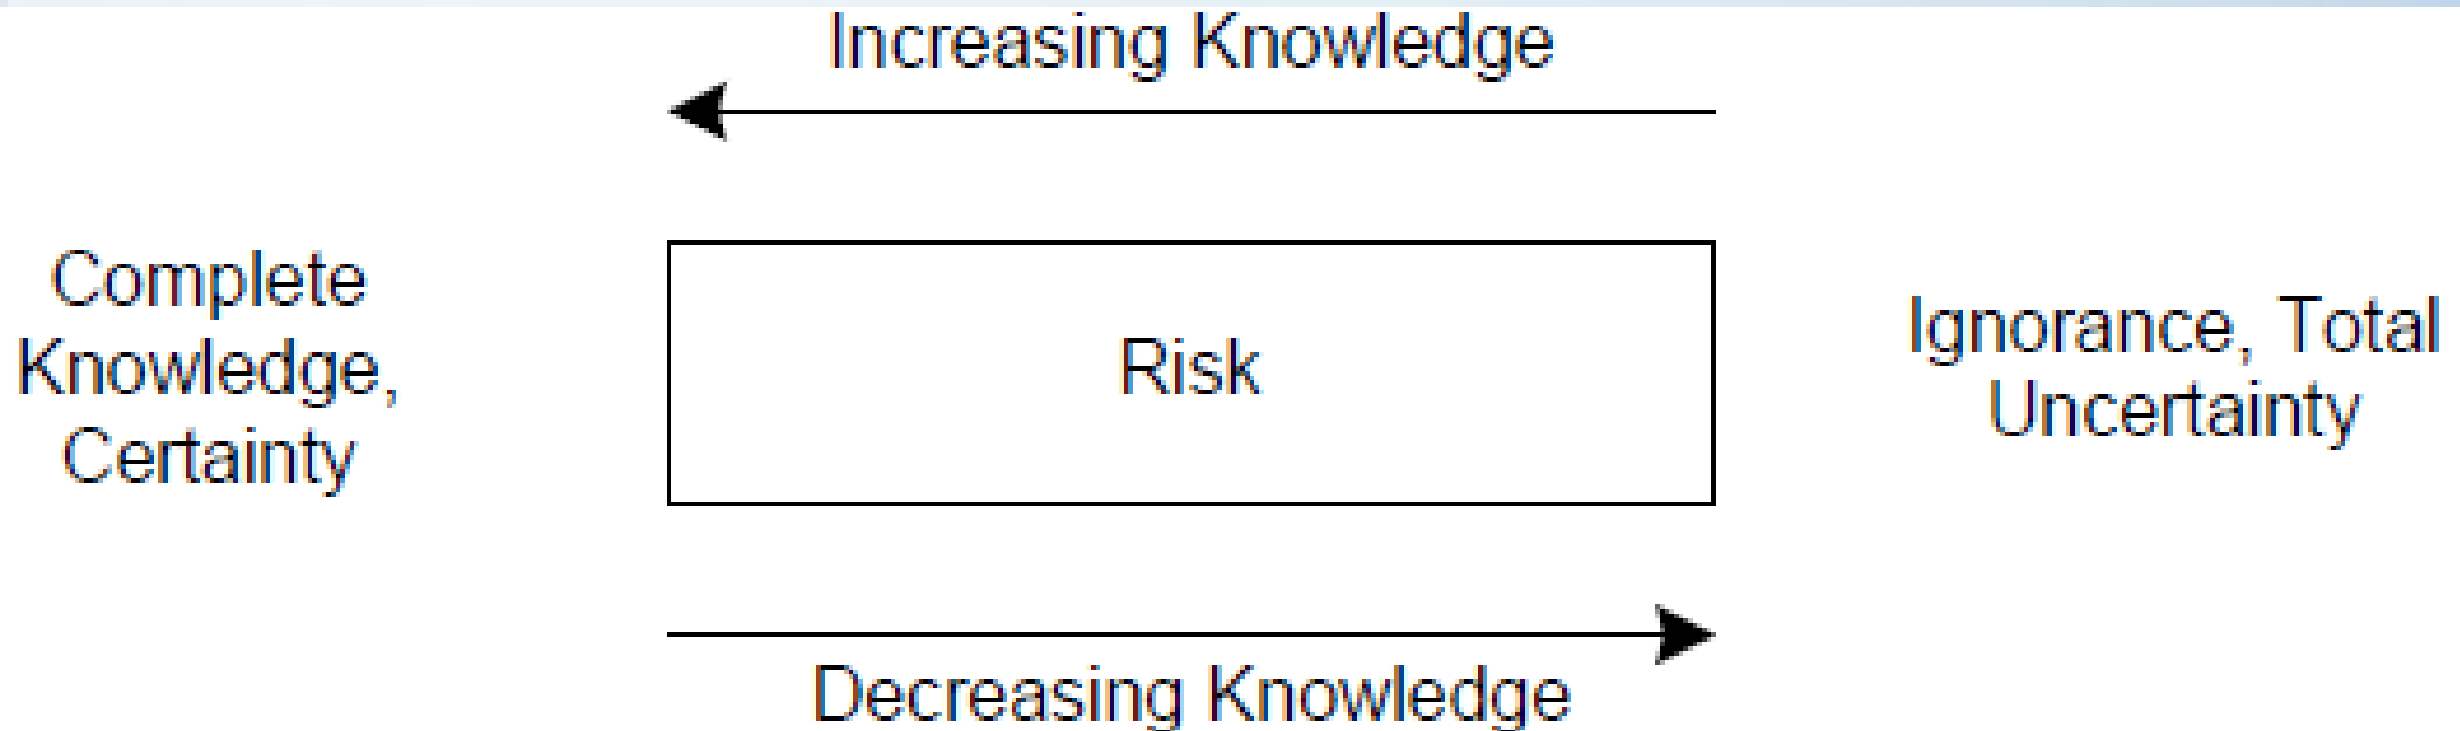 Increasing Knowledge
Complete
Knowledge,
Certainty
Risk
Ignorance, Total
Uncertainty
Decreasing Knowledge